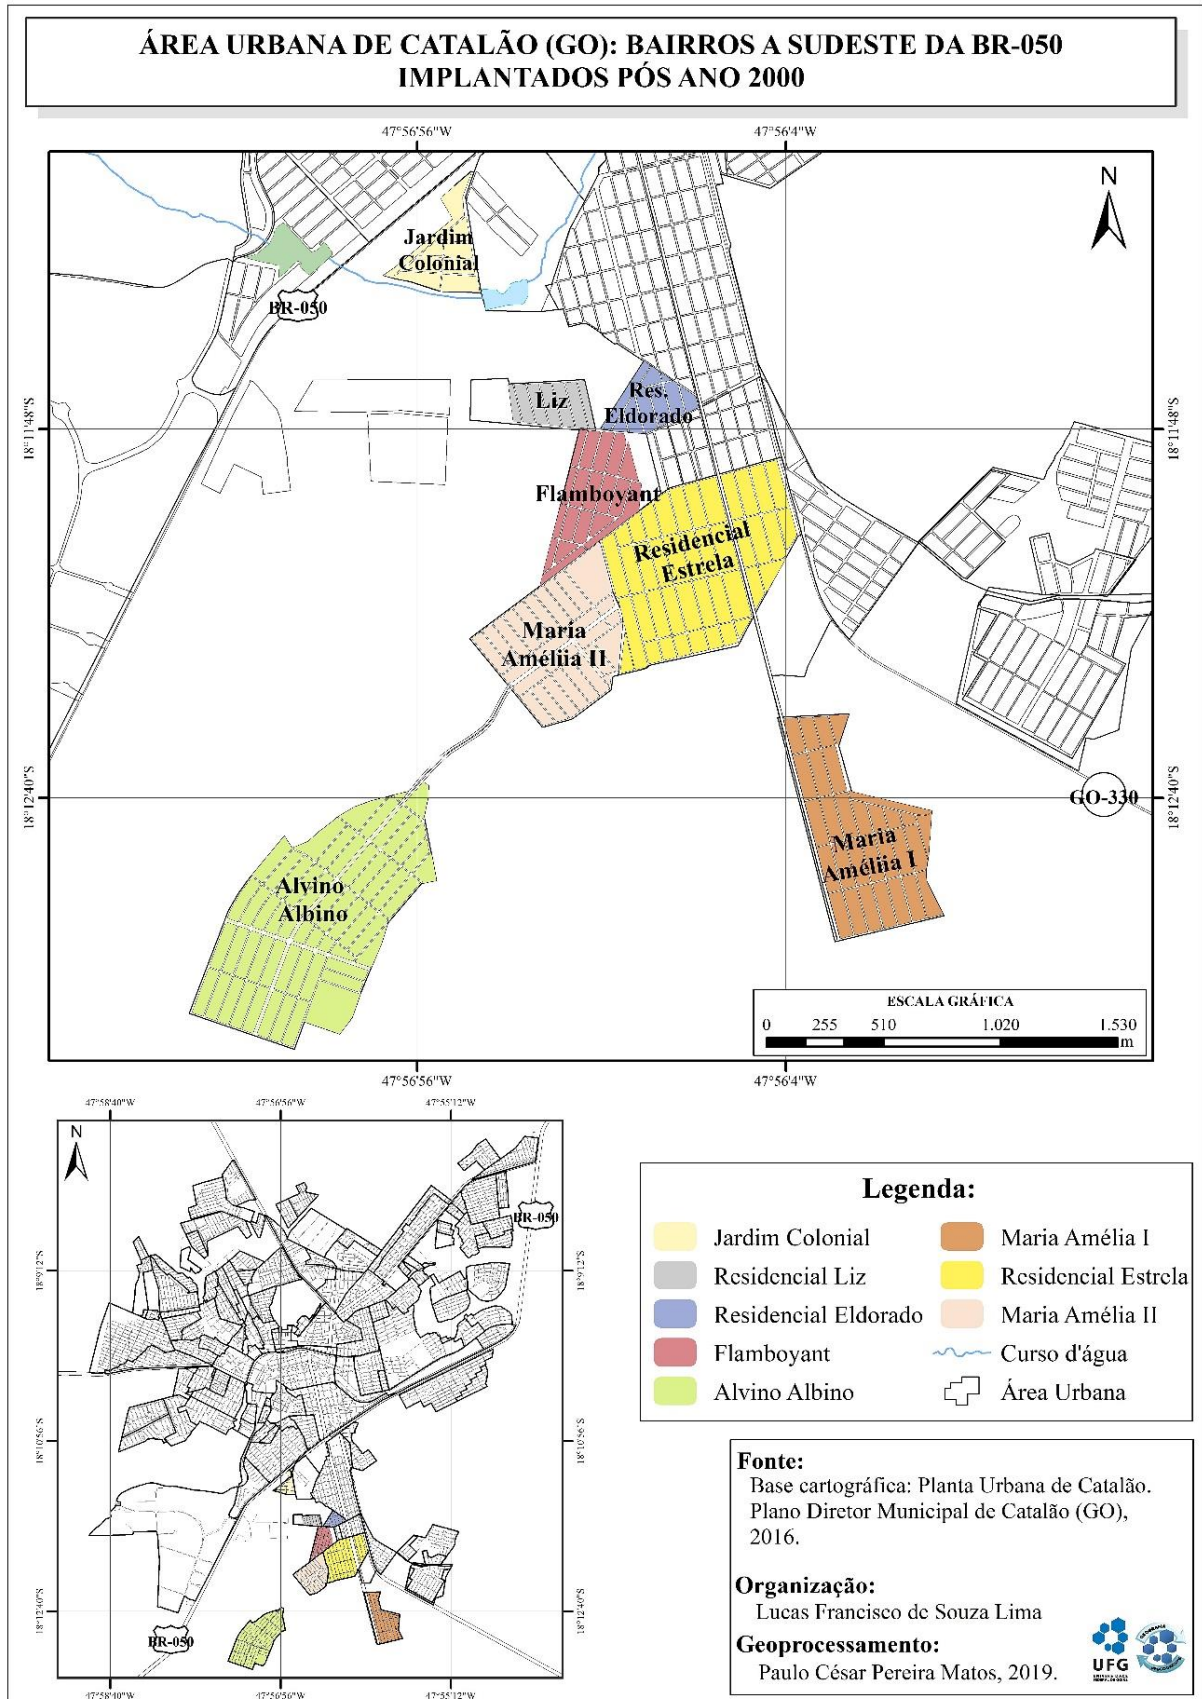 ÁREA URBANA DE CATALÃO (GO): BAIRROS A SUDESTE DA BR-050
IMPLANTADOS PÓS ANO 2000
47°56'56"W
47°56'4"W
N
Jardim
Colonial
BR-050
Liz
Res.
Eldorado
18°11'48"S
18°11'48"S
Flamboyant
Residencial
Estrela
Maria
Améliia II
18°12'40"S
18°12'40"S
GO-330
Maria
Améliia I
Alvino
Albino
ESCALA GRÁFICA
0 255 510 1.020 1.530
m
47°56'56"W
47°56'4"W
47°58'40"W
47°56'56"W
47°55'12"W
N
BR-050
18°9'12"S
18°9'12"S
18°10'56"S
18°10'56"S
18°12'40"S
18°12'40"S
BR-050
47°58'40"W
47°56'56"W
47°55'12"W
Legenda:
Jardim Colonial
Residencial Liz
Residencial Eldorado
Flamboyant
Alvino Albino
Maria Amélia I
Residencial Estrela
Maria Amélia II
Curso d'água
Área Urbana
Fonte:
Base cartográfica: Planta Urbana de Catalão.
Plano Diretor Municipal de Catalão (GO),
2016.
Organização:
Lucas Francisco de Souza Lima
Geoprocessamento:
Paulo César Pereira Matos, 2019.
UFG